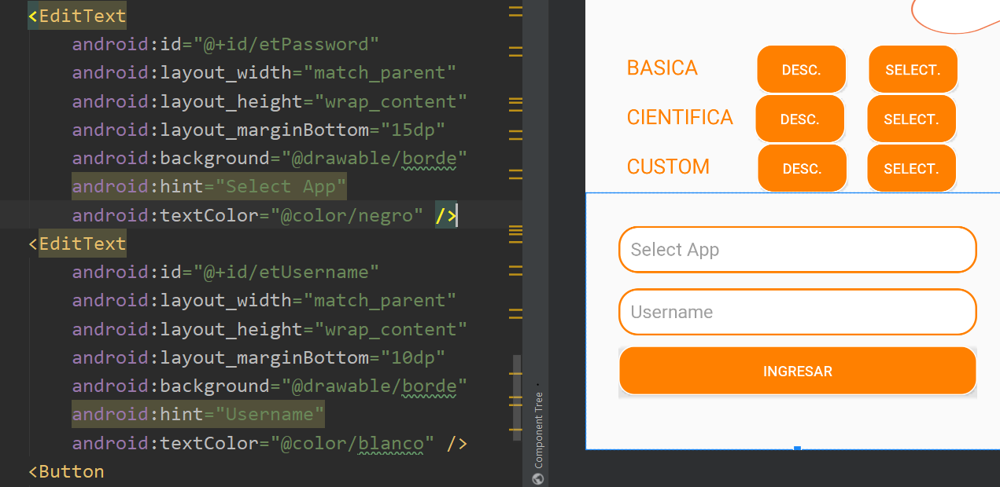 <EditText
android:id="@+id/etPassword"
android:layout_width="match_parent"
android:layout_height="wrap_content"
android:layout_marginBottom="15dp"
android:background="@drawable/borde"
android:hint="Select App"
android:textColor="@color/negro" />
<EditText
android:id="@+id/etUsername"
android:layout_width="match_parent"
android:layout_height="wrap_content"
android:layout_marginBottom="10dp"
android:background="@drawable/borde"
android:hint="Username"
android:textColor="@color/blanco" />
<Button
Component Tree
BASICA DESC. SELECT.
CIENTIFICA DESC. SELECT.
CUSTOM DESC. SELECT.
Select App
Username
INGRESAR